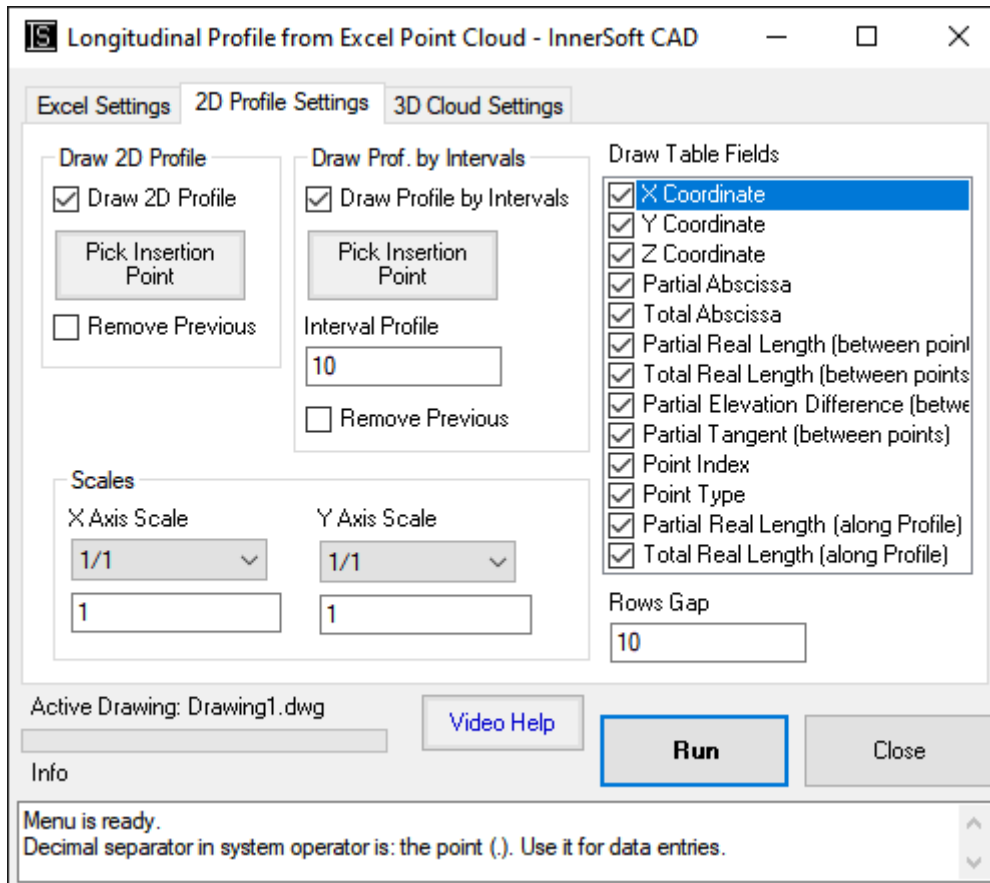 IS Longitudinal Profile from Excel Point Cloud - InnerSoft CAD
Excel Settings 2D Profile Settings 3D Cloud Settings
Draw 2D Profile
Draw 2D Profile
Pick Insertion
Point
Remove Previous
Draw Prof. by Intervals
Draw Profile by Intervals
Pick Insertion
Point
Interval Profile
10
Remove Previous
Draw Table Fields
X Coordinate
Y Coordinate
Z Coordinate
Partial Abscissa
Total Abscissa
Partial Real Length (between point
Total Real Length (between points
Partial Elevation Difference (betwe
Partial Tangent (between points)
Point Index
Point Type
Partial Real Length (along Profile)
Total Real Length (along Profile)
Scales
X Axis Scale
1/1
1
Y Axis Scale
1/1
1
Rows Gap
10
Active Drawing: Drawing1.dwg
Video Help
Run
Close
Info
Menu is ready.
Decimal separator in system operator is: the point (.). Use it for data entries.